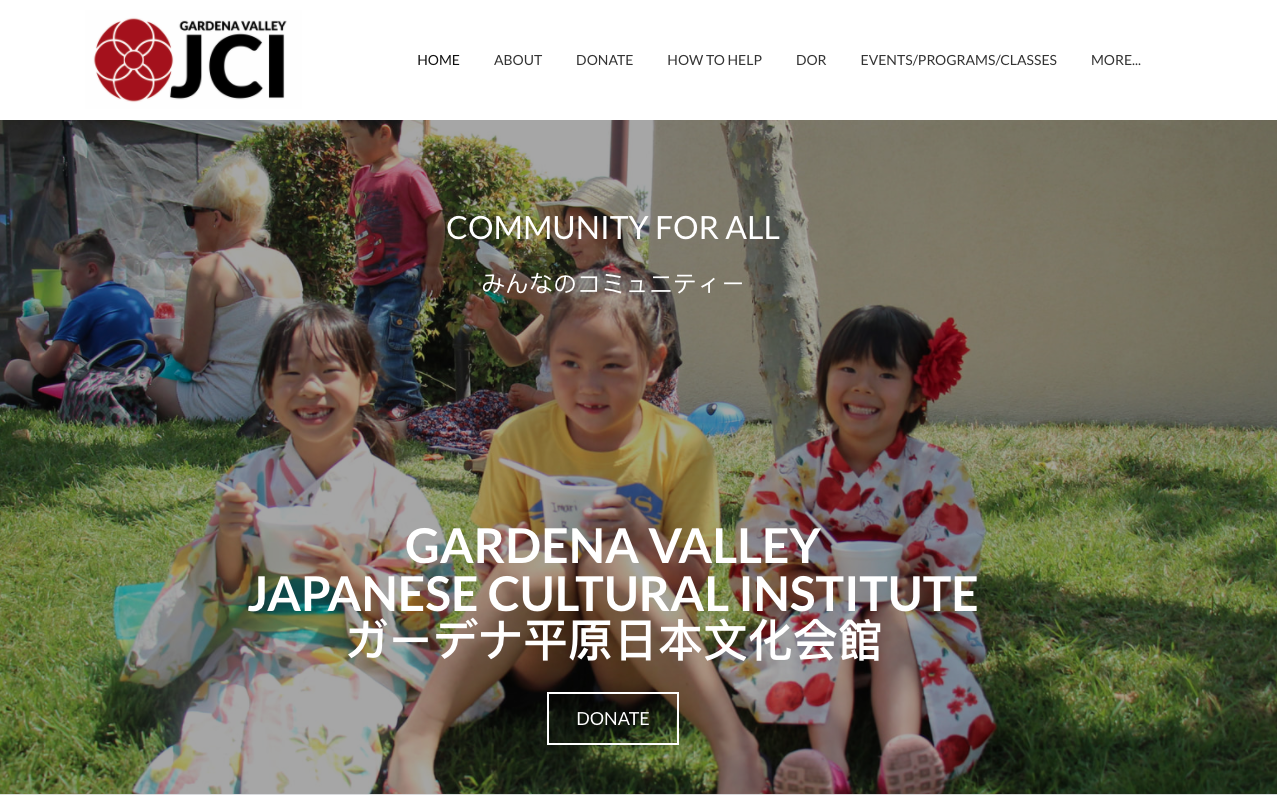 GARDENA VALLEY
JCI
HOME ABOUT DONATE HOW TO HELP DOR EVENTS/PROGRAMS/CLASSES MORE...
COMMUNITY FOR ALL
みんなのコミュニティー
GARDENA VALLEY
JAPANESE CULTURAL INSTITUTE
ガーデナ平原日本文化会館
DONATE